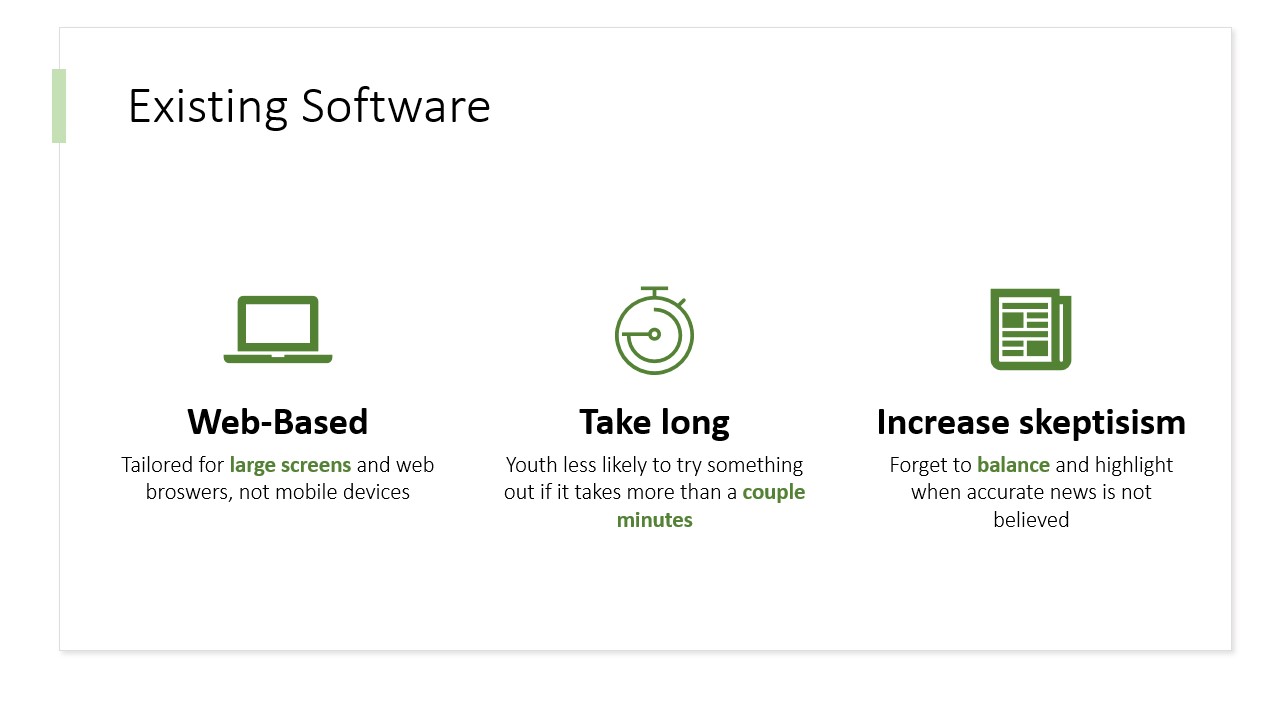 Existing Software
Web-Based
Tailored for large screens and web
broswers, not mobile devices
Take long
Youth less likely to try something
out if it takes more than a couple
minutes
Increase skeptisism
Forget to balance and highlight
when accurate news is not
believed